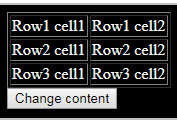 Row1 cell1 Row1 cell2
Row2 cell1 Row2 cell2
Row3 cell1 Row3 cell2
Change content